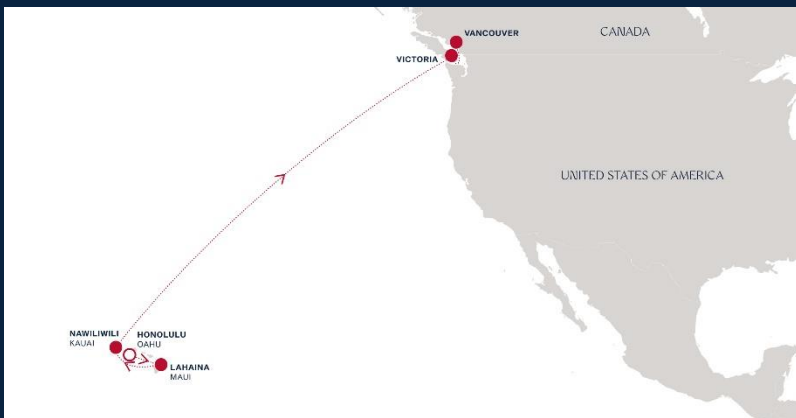 VANCOUVER
CANADA
VICTORIA
UNITED STATES OF AMERICA
NAWILIWILI
KAUAI
HONOLULU
OAHU
LAHAINA
MAUI